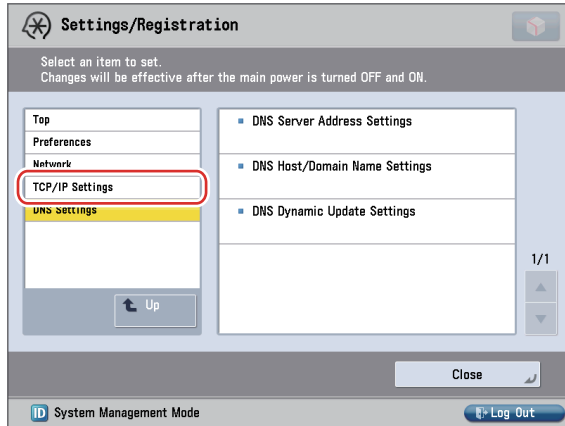 Settings/Registration
Select an item to set.
Changes will be effective after the main power is turned OFF and ON.
Top
Preferences
Network
TCP/IP Settings
DNS Settings
Up
DNS Server Address Settings
DNS Host/Domain Name Settings
DNS Dynamic Update Settings
1/1
Close
ID System Management Mode
Log Out